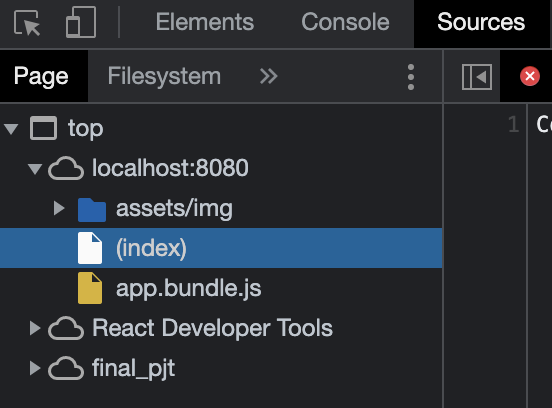 Elements Console Sources
Page Filesystem »
top
1
localhost:8080
assets/img
(index)
app.bundle.js
React Developer Tools
final_pjt